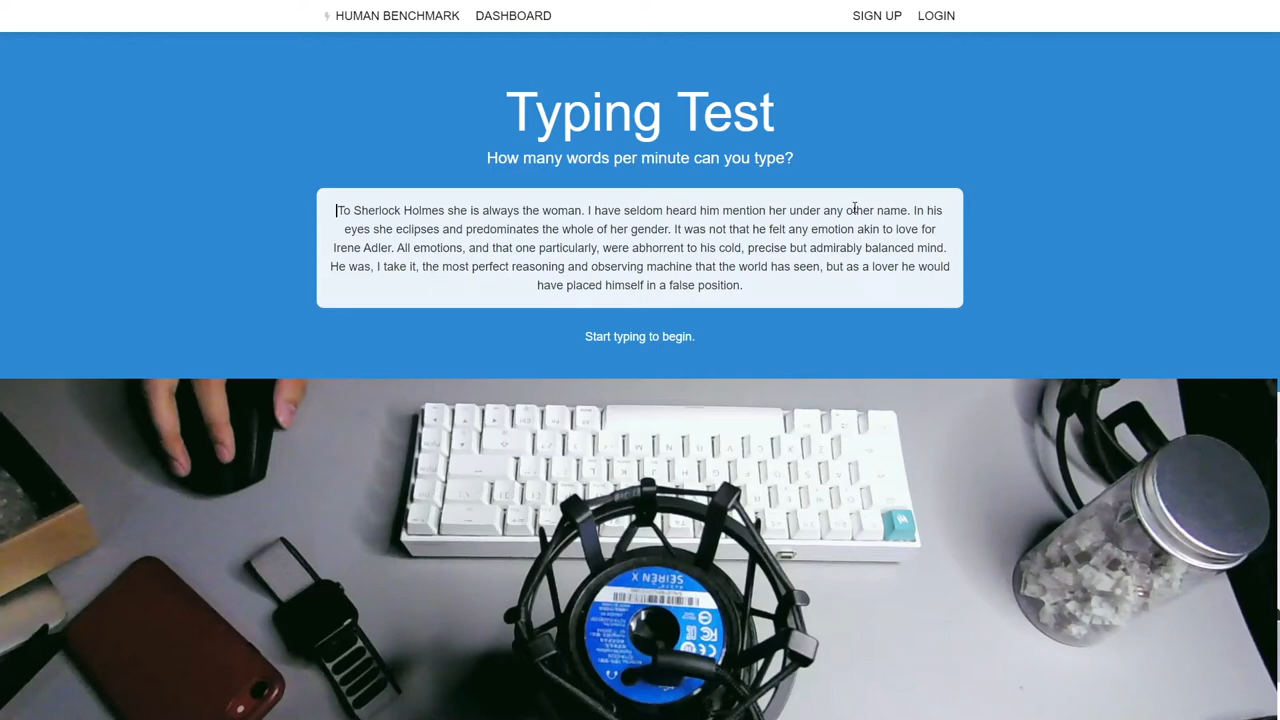 HUMAN BENCHMARK DASHBOARD SIGN UP LOGIN
Typing Test
How many words per minute can you type?
To Sherlock Holmes she is always the woman. I have seldom heard him mention her under any other name. In his
eyes she eclipses and predominates the whole of her gender. It was not that he felt any emotion akin to love for
Irene Adler. All emotions, and that one particularly, were abhorrent to his cold, precise but admirably balanced mind.
He was, I take it, the most perfect reasoning and observing machine that the world has seen, but as a lover he would
have placed himself in a false position.
Start typing to begin.
SEIREN X